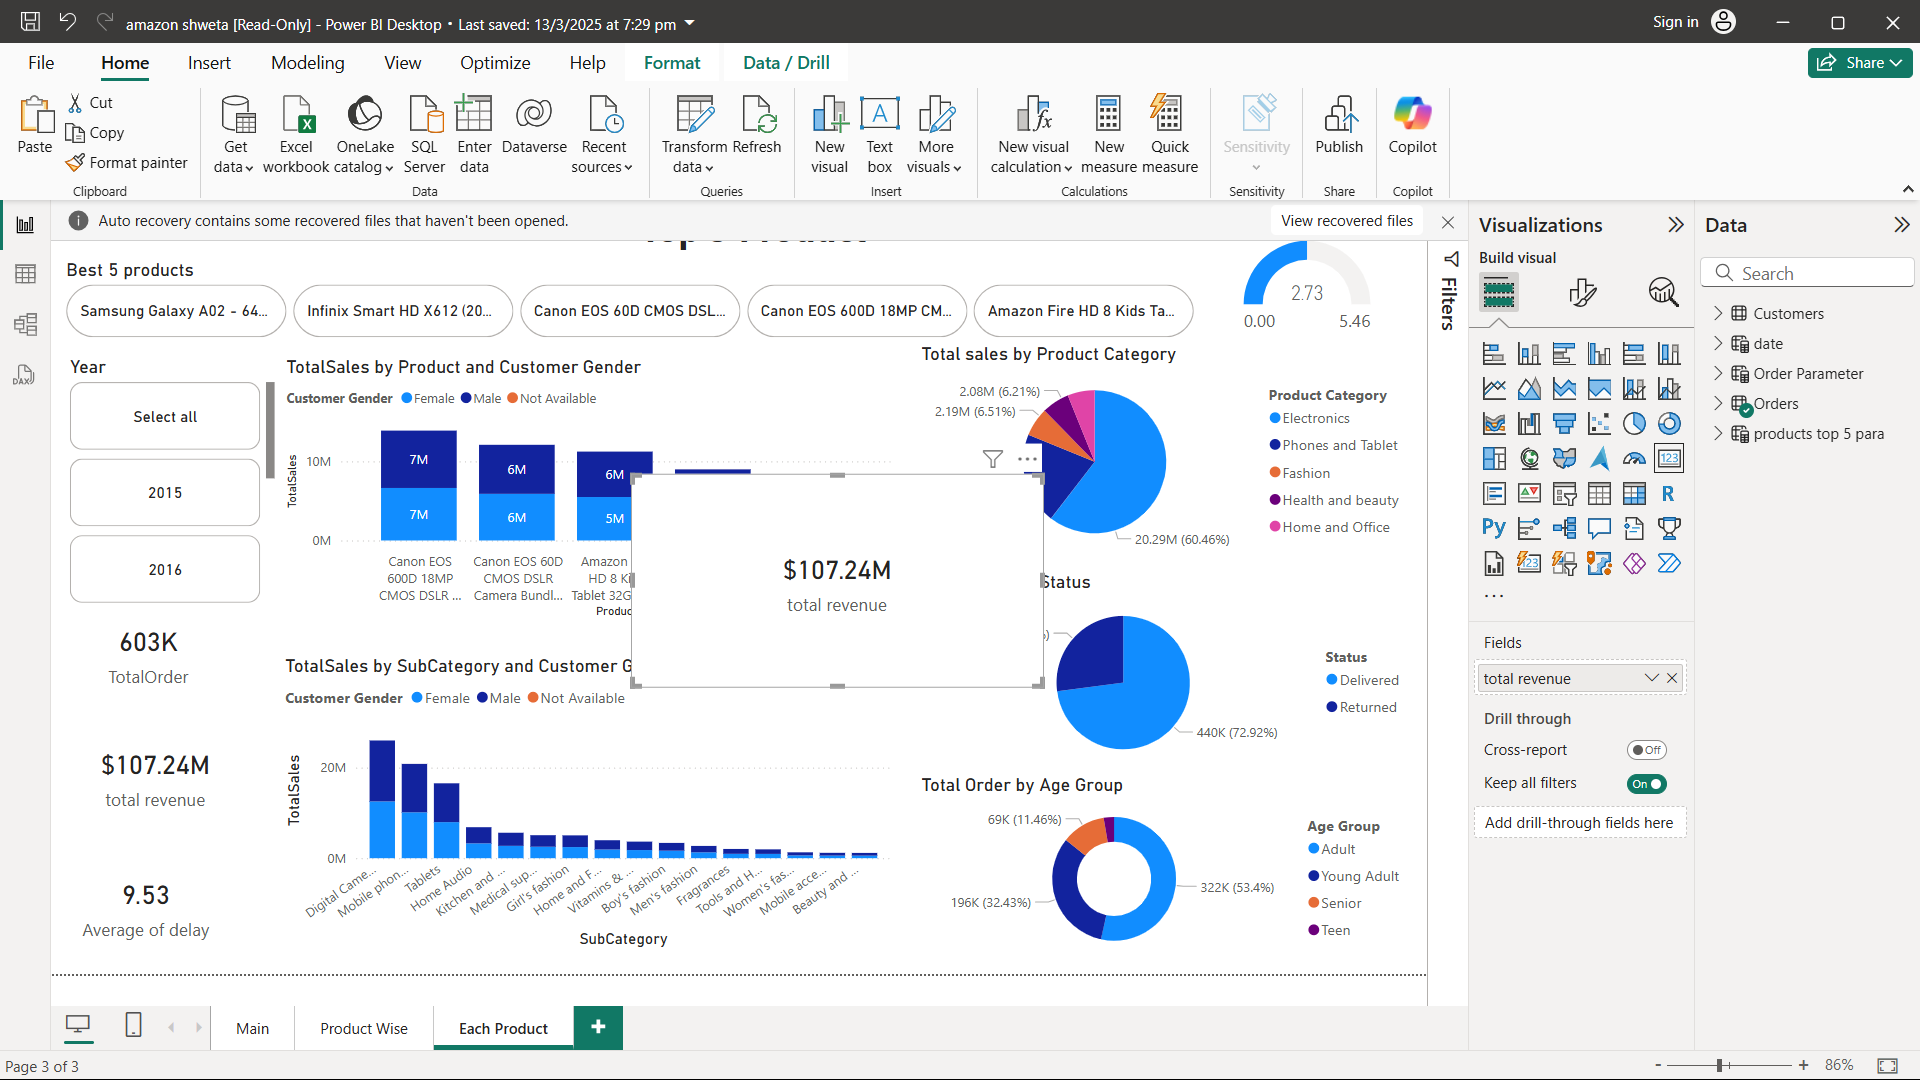 amazon shweta [Read-Only] - Power BI Desktop • Last saved: 13/3/2025 at 7:29 pm
Sign in
File Home Insert Modeling View Optimize Help Format Data / Drill
Share
Paste
Cut
Copy
Format painter
Clipboard
Get data
Excel workbook
OneLake catalog
SQL Server
Enter data
Dataverse
Recent sources
Data
Transform data
Refresh
Queries
New visual
Text box
More visuals
Insert
New visual calculation
New measure
Quick measure
Calculations
Sensitivity
Sensitivity
Publish
Share
Copilot
Copilot
Auto recovery contains some recovered files that haven't been opened.
View recovered files
Best 5 products
Samsung Galaxy A02 - 64...
Infinix Smart HD X612 (20...
Canon EOS 60D CMOS DSL...
Canon EOS 600D 18MP CM...
Amazon Fire HD 8 Kids Ta...
2.73
0.00
5.46
Filters
Year
Select all
2015
2016
603K
TotalOrder
$107.24M
total revenue
9.53
Average of delay
TotalSales by Product and Customer Gender
Customer Gender Female Male Not Available
TotalSales
10M
0M
7M
7M
6M
6M
6M
5M
Canon EOS
600D 18MP
CMOS DSLR ...
Canon EOS 60D
CMOS DSLR
Camera Bundl...
Amazon
HD 8 Ki
Tablet 32G
Produc
$107.24M
total revenue
TotalSales by SubCategory and Customer G
Customer Gender Female Male Not Available
TotalSales
20M
0M
Digital Came...
Mobile phon...
Tablets
Home Audio
Kitchen and ...
Medical sup...
Girl's fashion
Home and F...
Vitamins &...
Boy's fashion
Men's fashion
Fragrances
Tools and H...
Women's fas...
Mobile acce...
Beauty and ...
SubCategory
Total sales by Product Category
2.08M (6.21%)
2.19M (6.51%)
20.29M (60.46%)
Product Category
Electronics
Phones and Tablet
Fashion
Health and beauty
Home and Office
Status
440K (72.92%)
Status
Delivered
Returned
Total Order by Age Group
69K (11.46%)
196K (32.43%)
322K (53.4%)
Age Group
Adult
Young Adult
Senior
Teen
Visualizations
Build visual
123
R
Py
123
Fields
total revenue
Drill through
Cross-report
Off
Keep all filters
On
Add drill-through fields here
Data
Search
Customers
date
Order Parameter
Orders
products top 5 para
DAX
Main
Product Wise
Each Product
Page 3 of 3
- + 86%